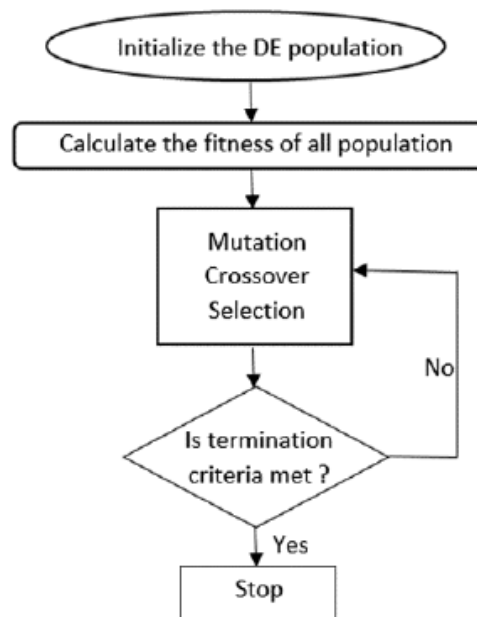 Initialize the DE population
Calculate the fitness of all population
Mutation
Crossover
Selection
No
Is termination
criteria met ?
Yes
Stop